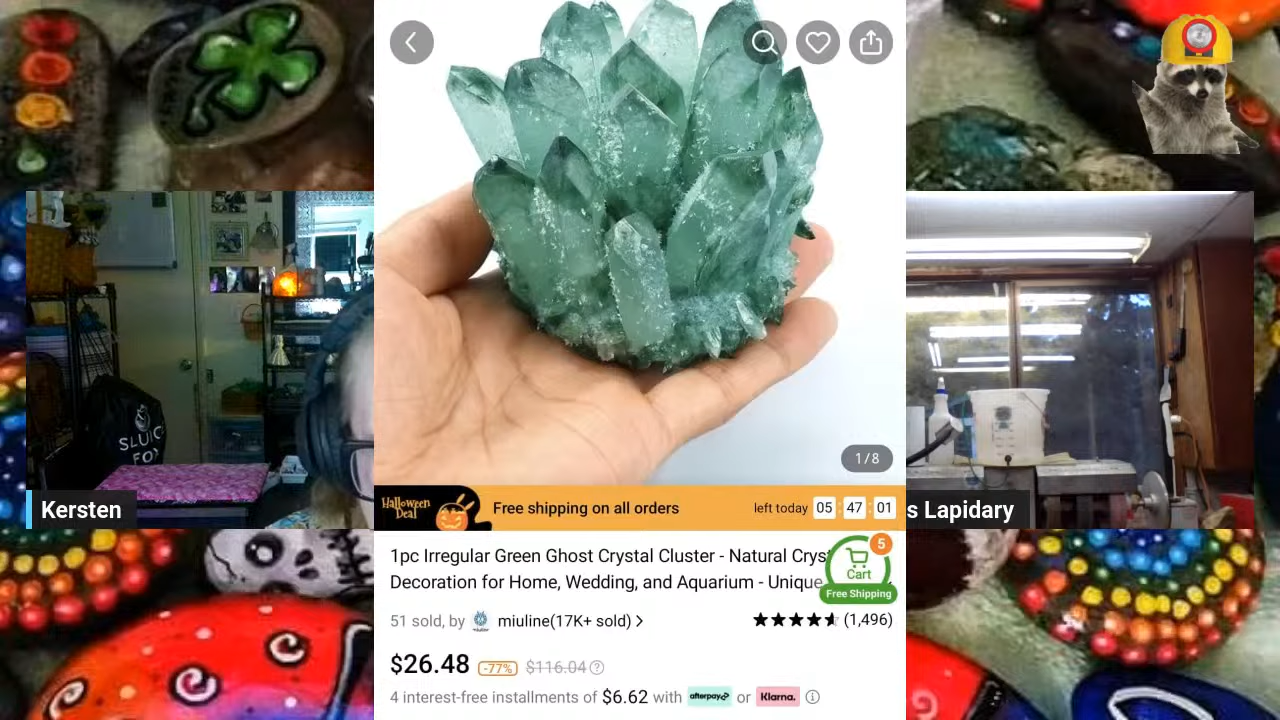 1/8
Halloween
Deal
Free shipping on all orders
left today 05 : 47 : 01
1pc Irregular Green Ghost Crystal Cluster - Natural Cryst
Decoration for Home, Wedding, and Aquarium - Unique
5
Cart
Free Shipping
51 sold, by miuline(17K+ sold) >
(1,496)
$26.48 -77% $116.04
4 interest-free installments of $6.62 with afterpay or Klarna.
SLUIC
FOX
Kersten
s Lapidary